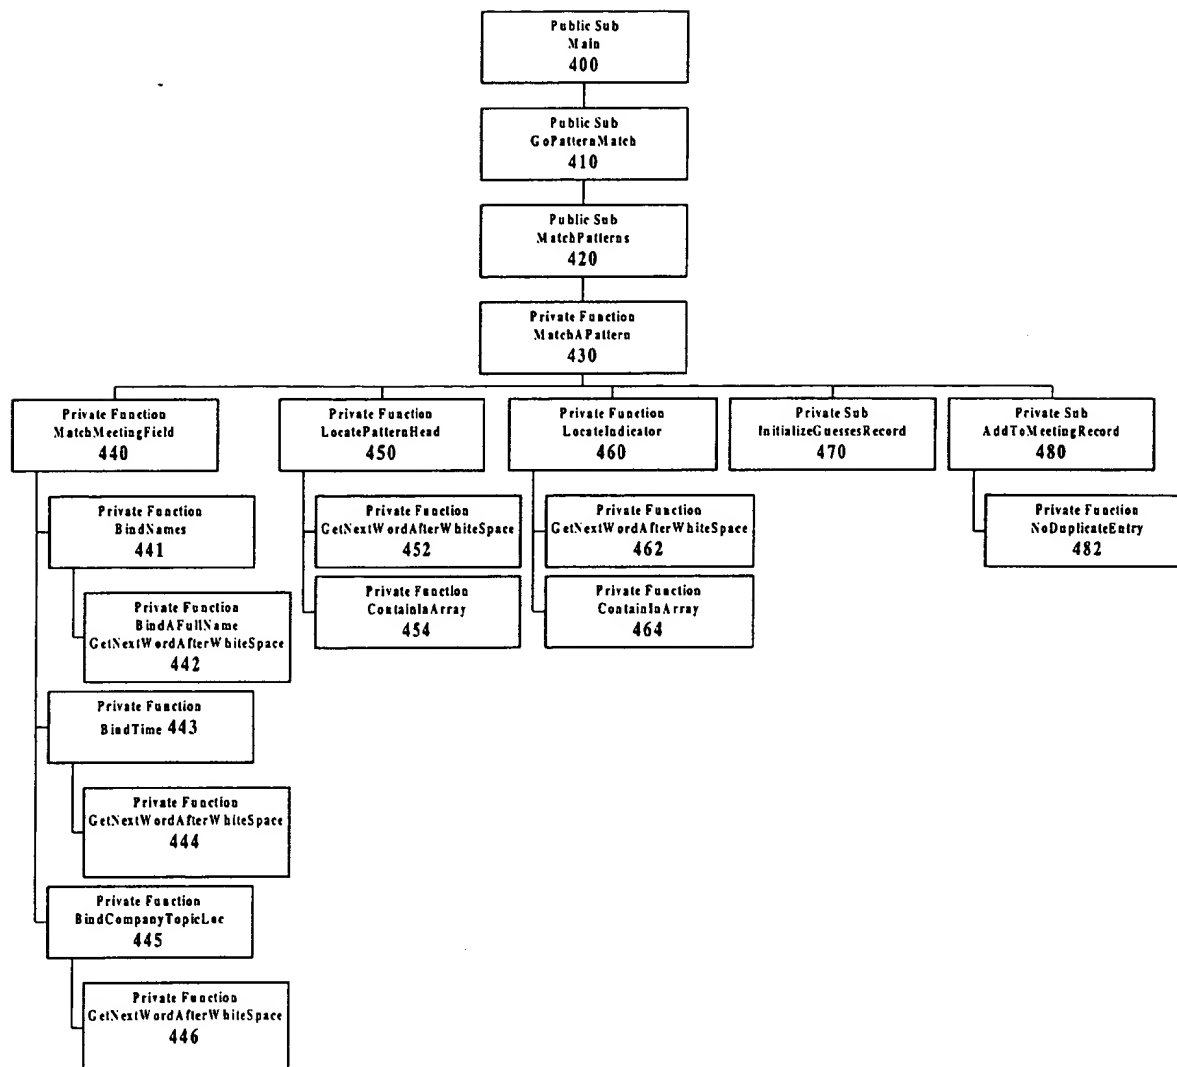 Public Sub
Main
400
Public Sub
GoPatternMatch
410
Public Sub
MatchPatterns
420
Private Function
MatchAPattern
430
Private Function
MatchMeetingField
440
Private Function
LocatePatternHead
450
Private Function
LocateIndicator
460
Private Sub
InitializeGuessesRecord
470
Private Sub
AddToMeetingRecord
480
Private Function
BindNames
441
Private Function
GetNextWordAfterWhiteSpace
452
Private Function
GetNextWordAfterWhiteSpace
462
Private Function
NoDuplicateEntry
482
Private Function
ContainInArray
454
Private Function
ContainInArray
464
Private Function
BindAFullName
GetNextWordAfterWhiteSpace
442
Private Function
BindTime 443
Private Function
GetNextWordAfterWhiteSpace
444
Private Function
BindCompanyTopicLoc
445
Private Function
GetNextWordAfterWhiteSpace
446